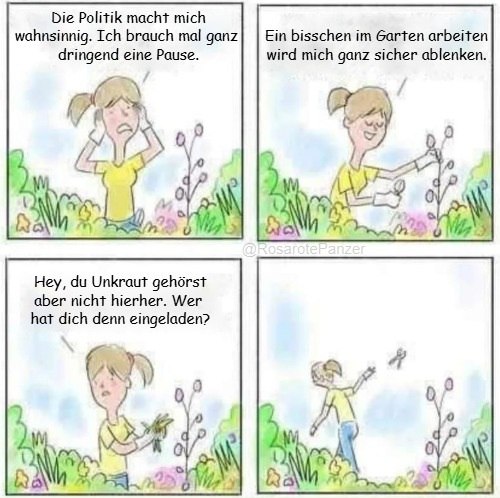 Die Politik macht mich
wahnsinnig. Ich brauch mal ganz
dringend eine Pause.
Ein bisschen im Garten arbeiten
wird mich ganz sicher ablenken.
@RosarotePanzer
Hey, du Unkraut gehörst
aber nicht hierher. Wer
hat dich denn eingeladen?